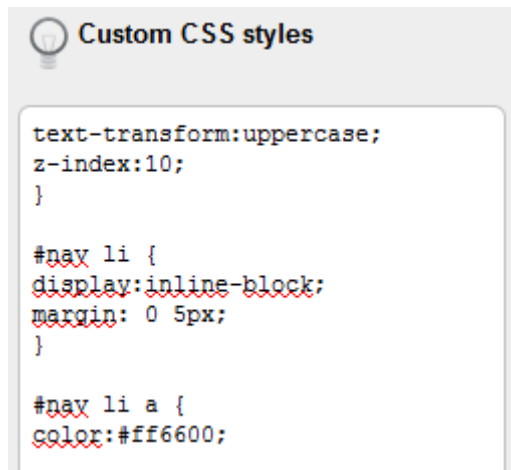 Custom CSS styles
text-transform:uppercase;
z-index:10;
}
#nav li {
display:inline-block;
margin: 0 5px;
}
#nav li a {
color:#ff6600;